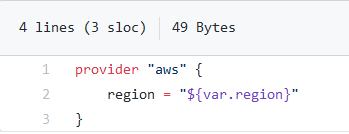 4 lines (3 sloc) 49 Bytes
1 provider "aws" {
2     region = "${var.region}"
3 }